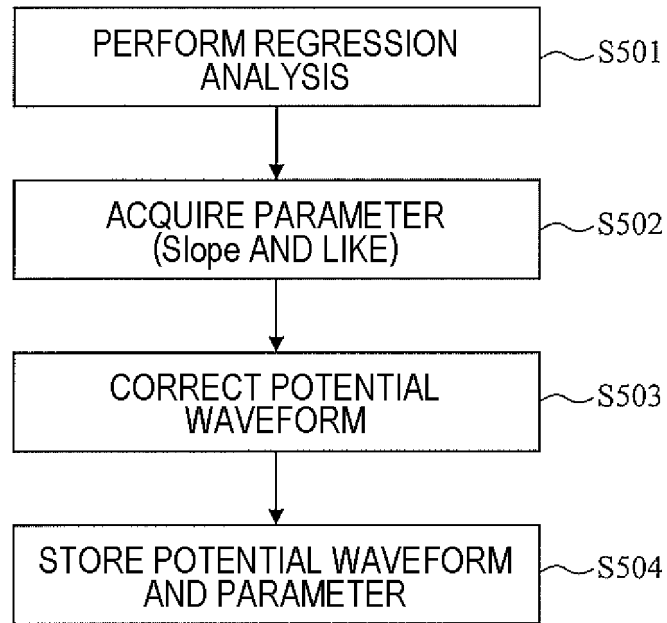 PERFORM REGRESSION
ANALYSIS
S501
ACQUIRE PARAMETER
(Slope AND LIKE)
S502
CORRECT POTENTIAL
WAVEFORM
S503
STORE POTENTIAL WAVEFORM
AND PARAMETER
S504